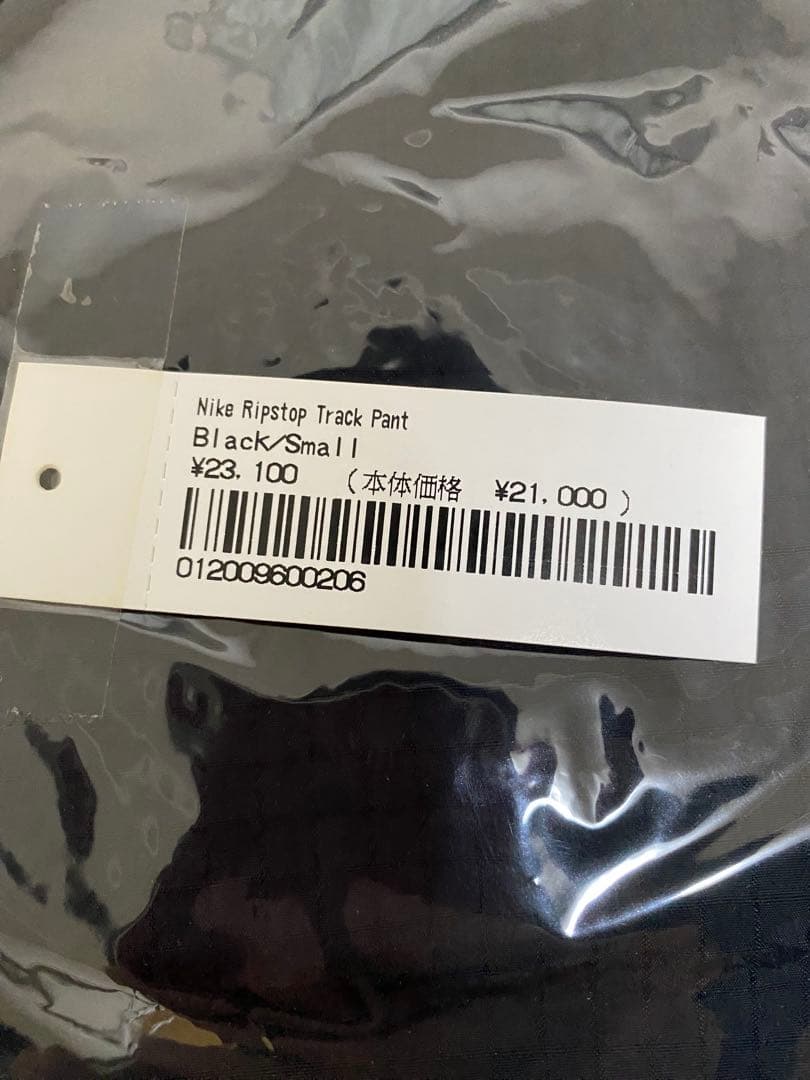 Nike Ripstop Track Pant
Black/Small
¥23,100 (本体価格 ¥21,000)
012009600206